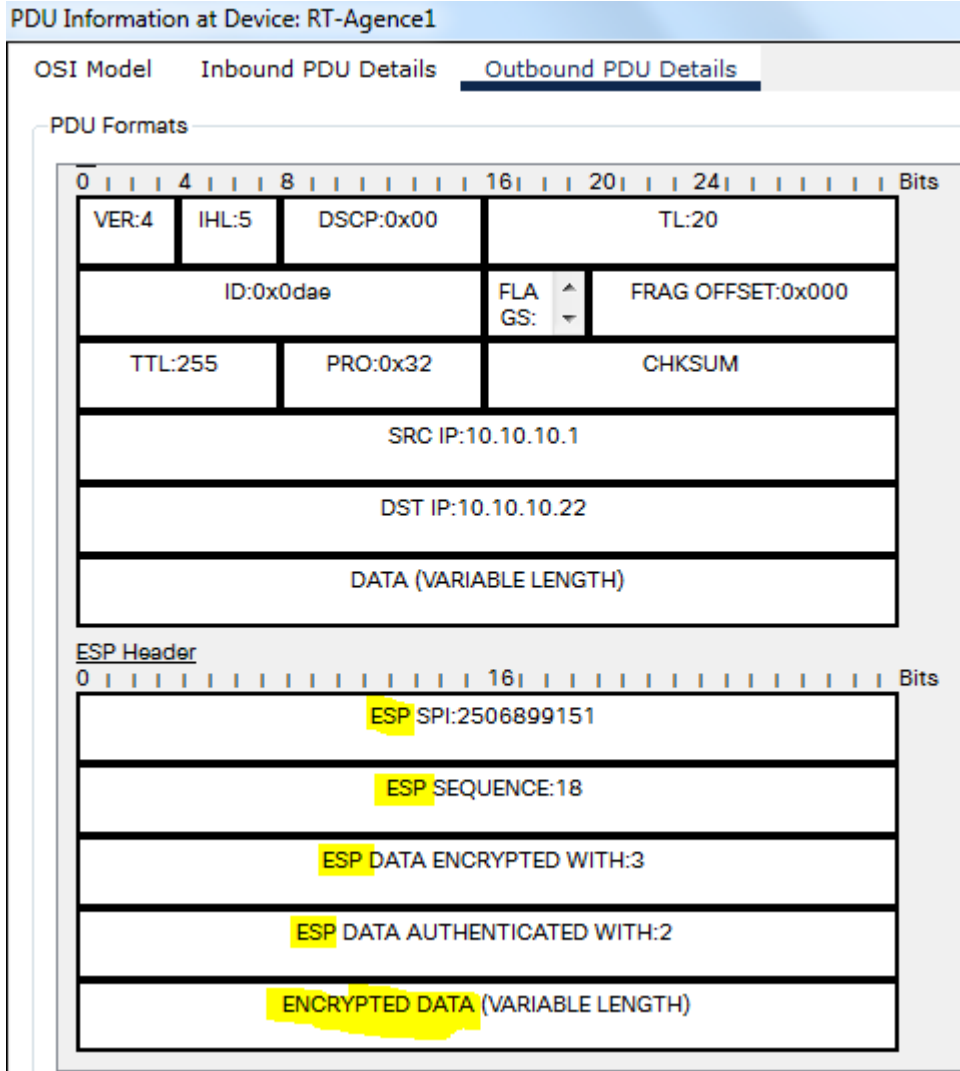 PDU Information at Device: RT-Agence1
OSI Model Inbound PDU Details Outbound PDU Details
PDU Formats
0 4 8 16 20 24 Bits
VER:4 IHL:5 DSCP:0x00 TL:20
ID:0x0dae FLA GS: FRAG OFFSET:0x000
TTL:255 PRO:0x32 CHKSUM
SRC IP:10.10.10.1
DST IP:10.10.10.22
DATA (VARIABLE LENGTH)
ESP Header
0 16 Bits
ESP SPI:2506899151
ESP SEQUENCE:18
ESP DATA ENCRYPTED WITH:3
ESP DATA AUTHENTICATED WITH:2
ENCRYPTED DATA (VARIABLE LENGTH)